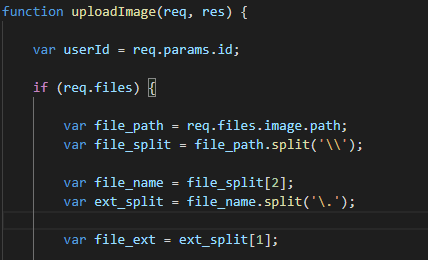 function uploadImage(req, res) {
var userId = req.params.id;
if (req.files) {
var file_path = req.files.image.path;
var file_split = file_path.split('\\');
var file_name = file_split[2];
var ext_split = file_name.split('\.');
var file_ext = ext_split[1];